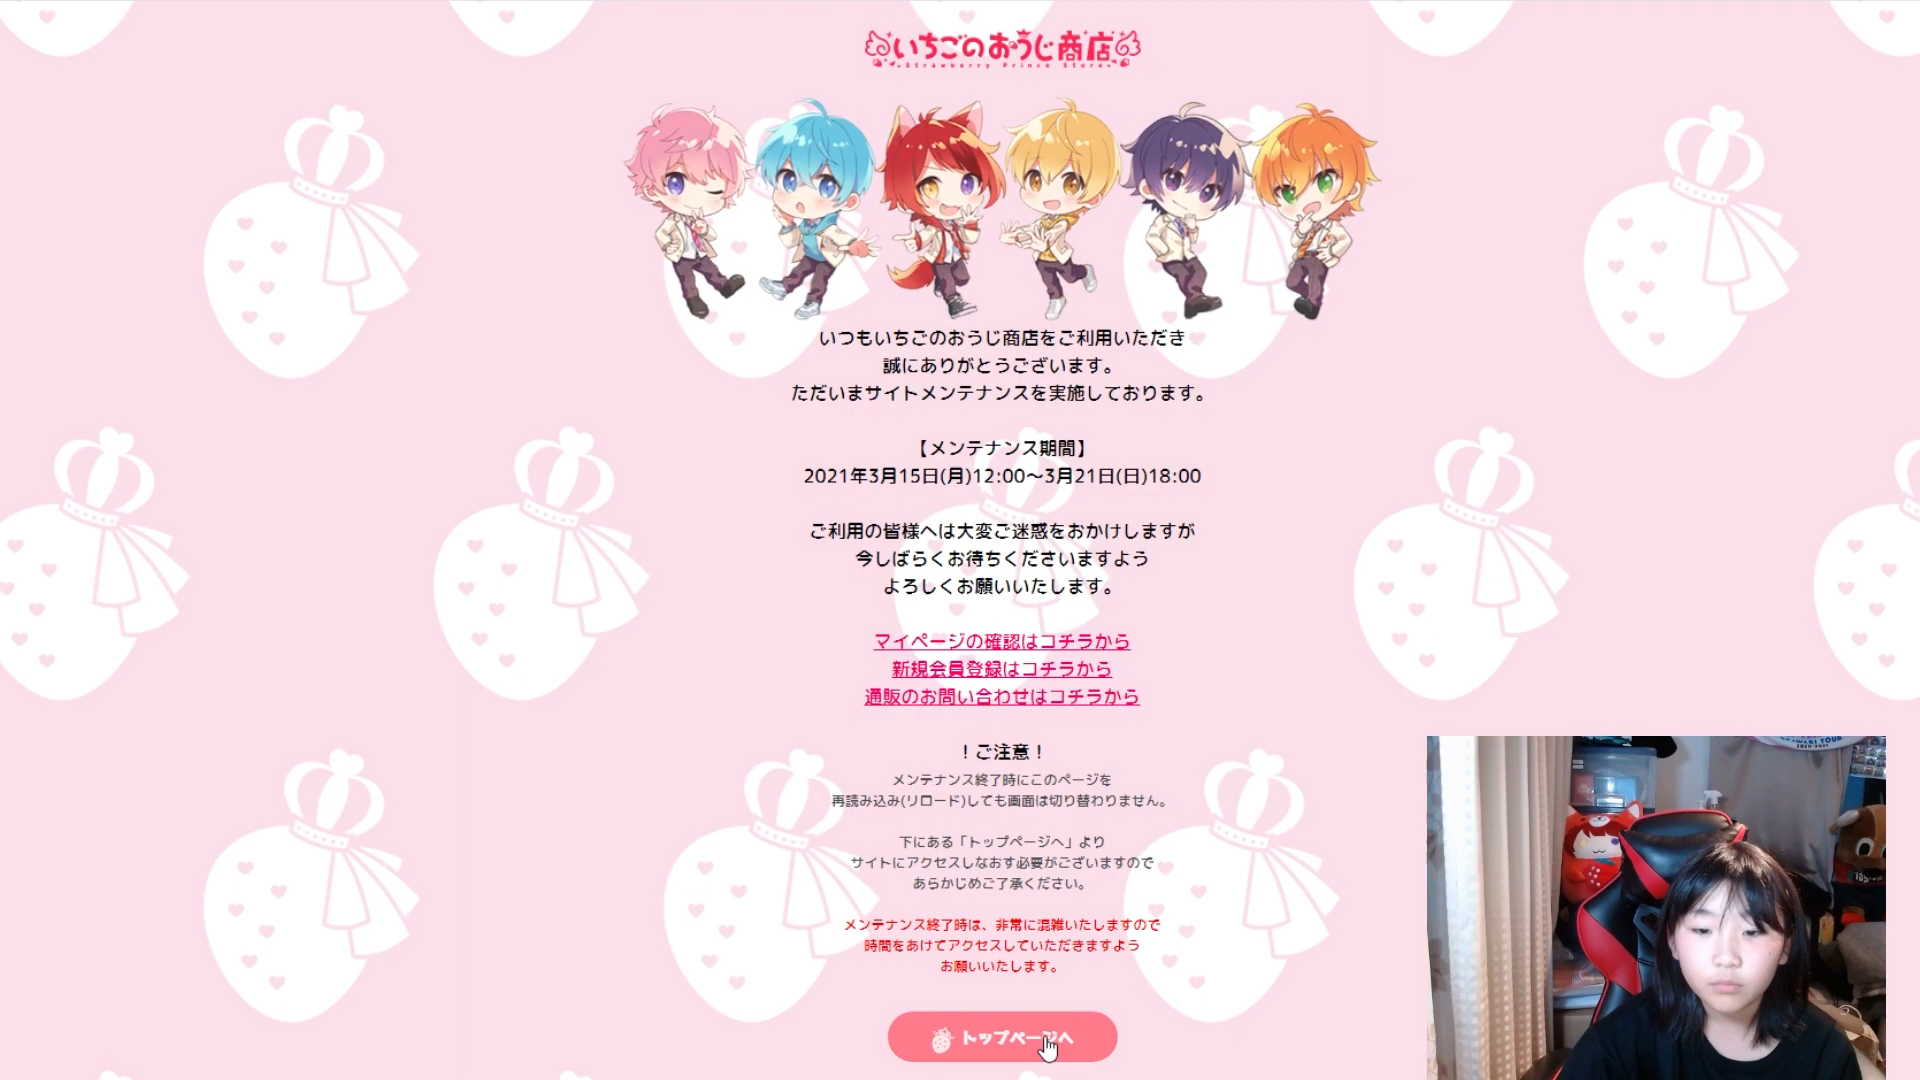 いちごのおうじ商店
Strawberry Prince Store
いつもいちごのおうじ商店をご利用いただき
誠にありがとうございます。
ただいまサイトメンテナンスを実施しております。
【メンテナンス期間】
2021年3月15日(月)12:00～3月21日(日)18:00
ご利用の皆様へは大変ご迷惑をおかけしますが
今しばらくお待ちくださいますよう
よろしくお願いいたします。
マイページの確認はコチラから
新規会員登録はコチラから
通販のお問い合わせはコチラから
！ご注意！
メンテナンス終了時にこのページを
再読み込み(リロード)しても画面は切り替わりません。
下にある「トップページへ」より
サイトにアクセスしなおす必要がございますので
あらかじめご了承ください。
メンテナンス終了時は、非常に混雑いたしますので
時間をあけてアクセスしていただきますよう
お願いいたします。
トップページへ